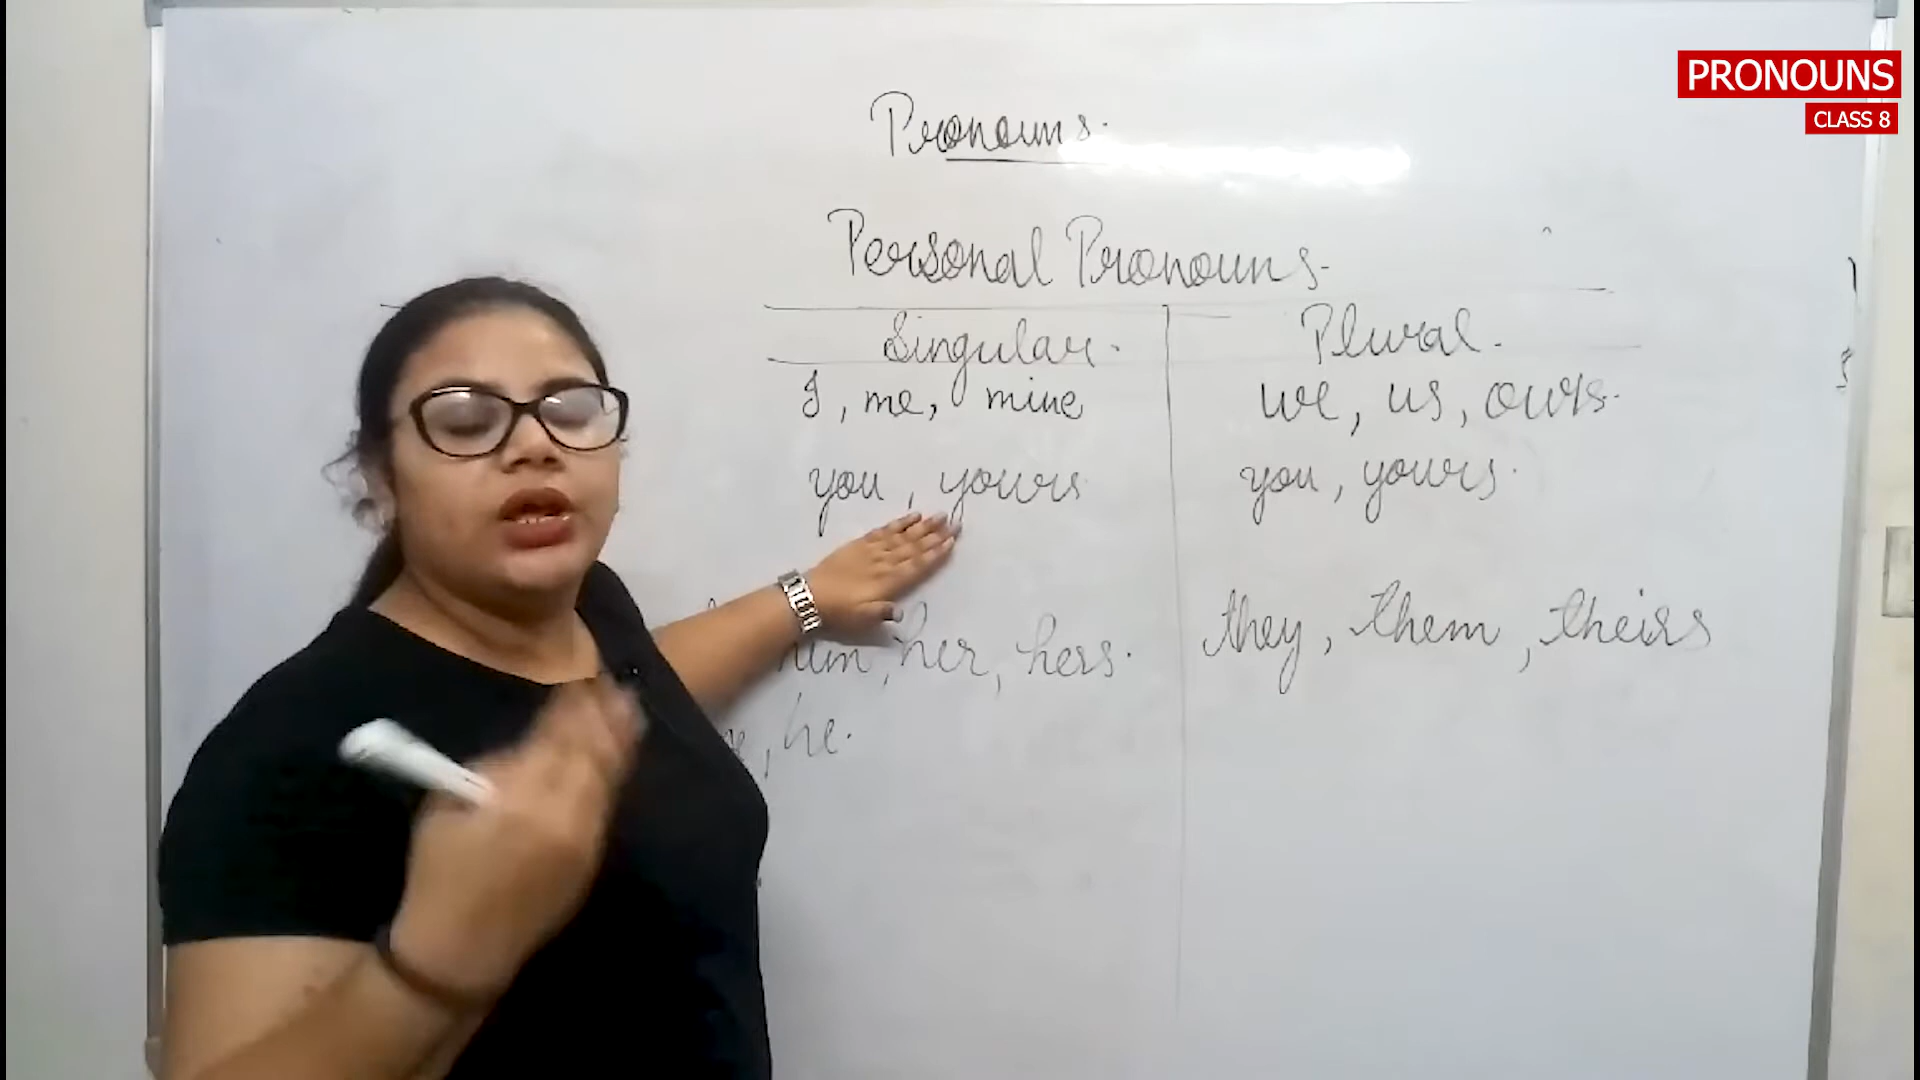 PRONOUNS
CLASS 8
Pronouns.
Personal Pronouns.
Singular. Plural.
I, me, mine we, us, ours.
you, yours you, yours.
him, her, hers. they, them, theirs
he.